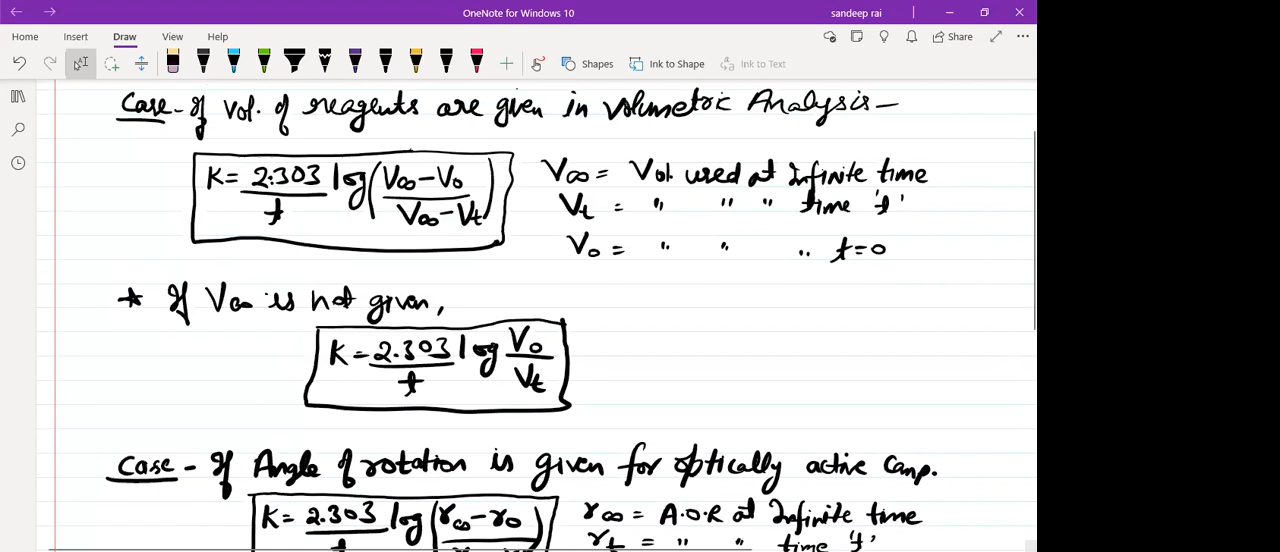 OneNote for Windows 10
sandeep rai
Home Insert Draw View Help
Share
Shapes Ink to Shape Ink to Text
Case - If Vol. of reagents are given in Volumetric Analysis -
K = 2.303/t log (V∞ - V₀ / V∞ - Vt)
V∞ = Vol. used at Infinite time
Vt = " " " time 't'
V₀ = " " " t=0
* If V∞ is not given,
K = 2.303/t log V₀/Vt
Case - If Angle of rotation is given for optically active Comp.
K = 2.303 log (r∞ - r₀)
r∞ = A.O.R at Infinite time
rt = " " time 't'